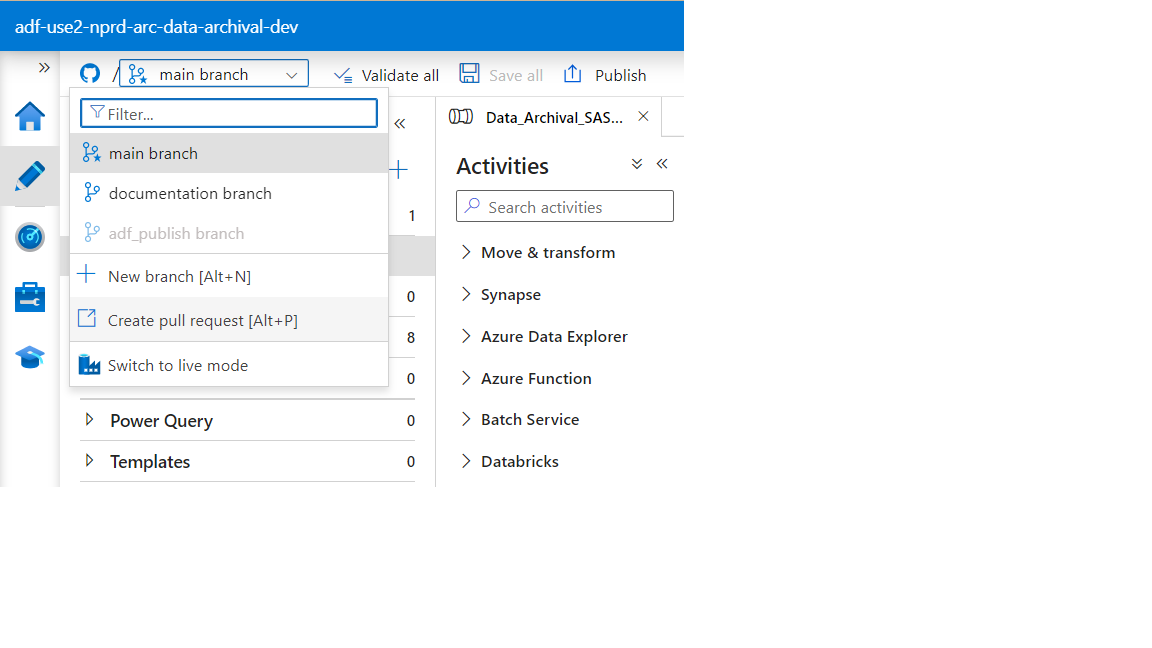 adf-use2-nprd-arc-data-archival-dev
/ main branch Validate all Save all Publish
Filter...
main branch
documentation branch
adf_publish branch
New branch [Alt+N]
Create pull request [Alt+P]
Switch to live mode
1
0
8
0
Power Query 0
Templates 0
Data_Archival_SAS...
Activities
Search activities
Move & transform
Synapse
Azure Data Explorer
Azure Function
Batch Service
Databricks